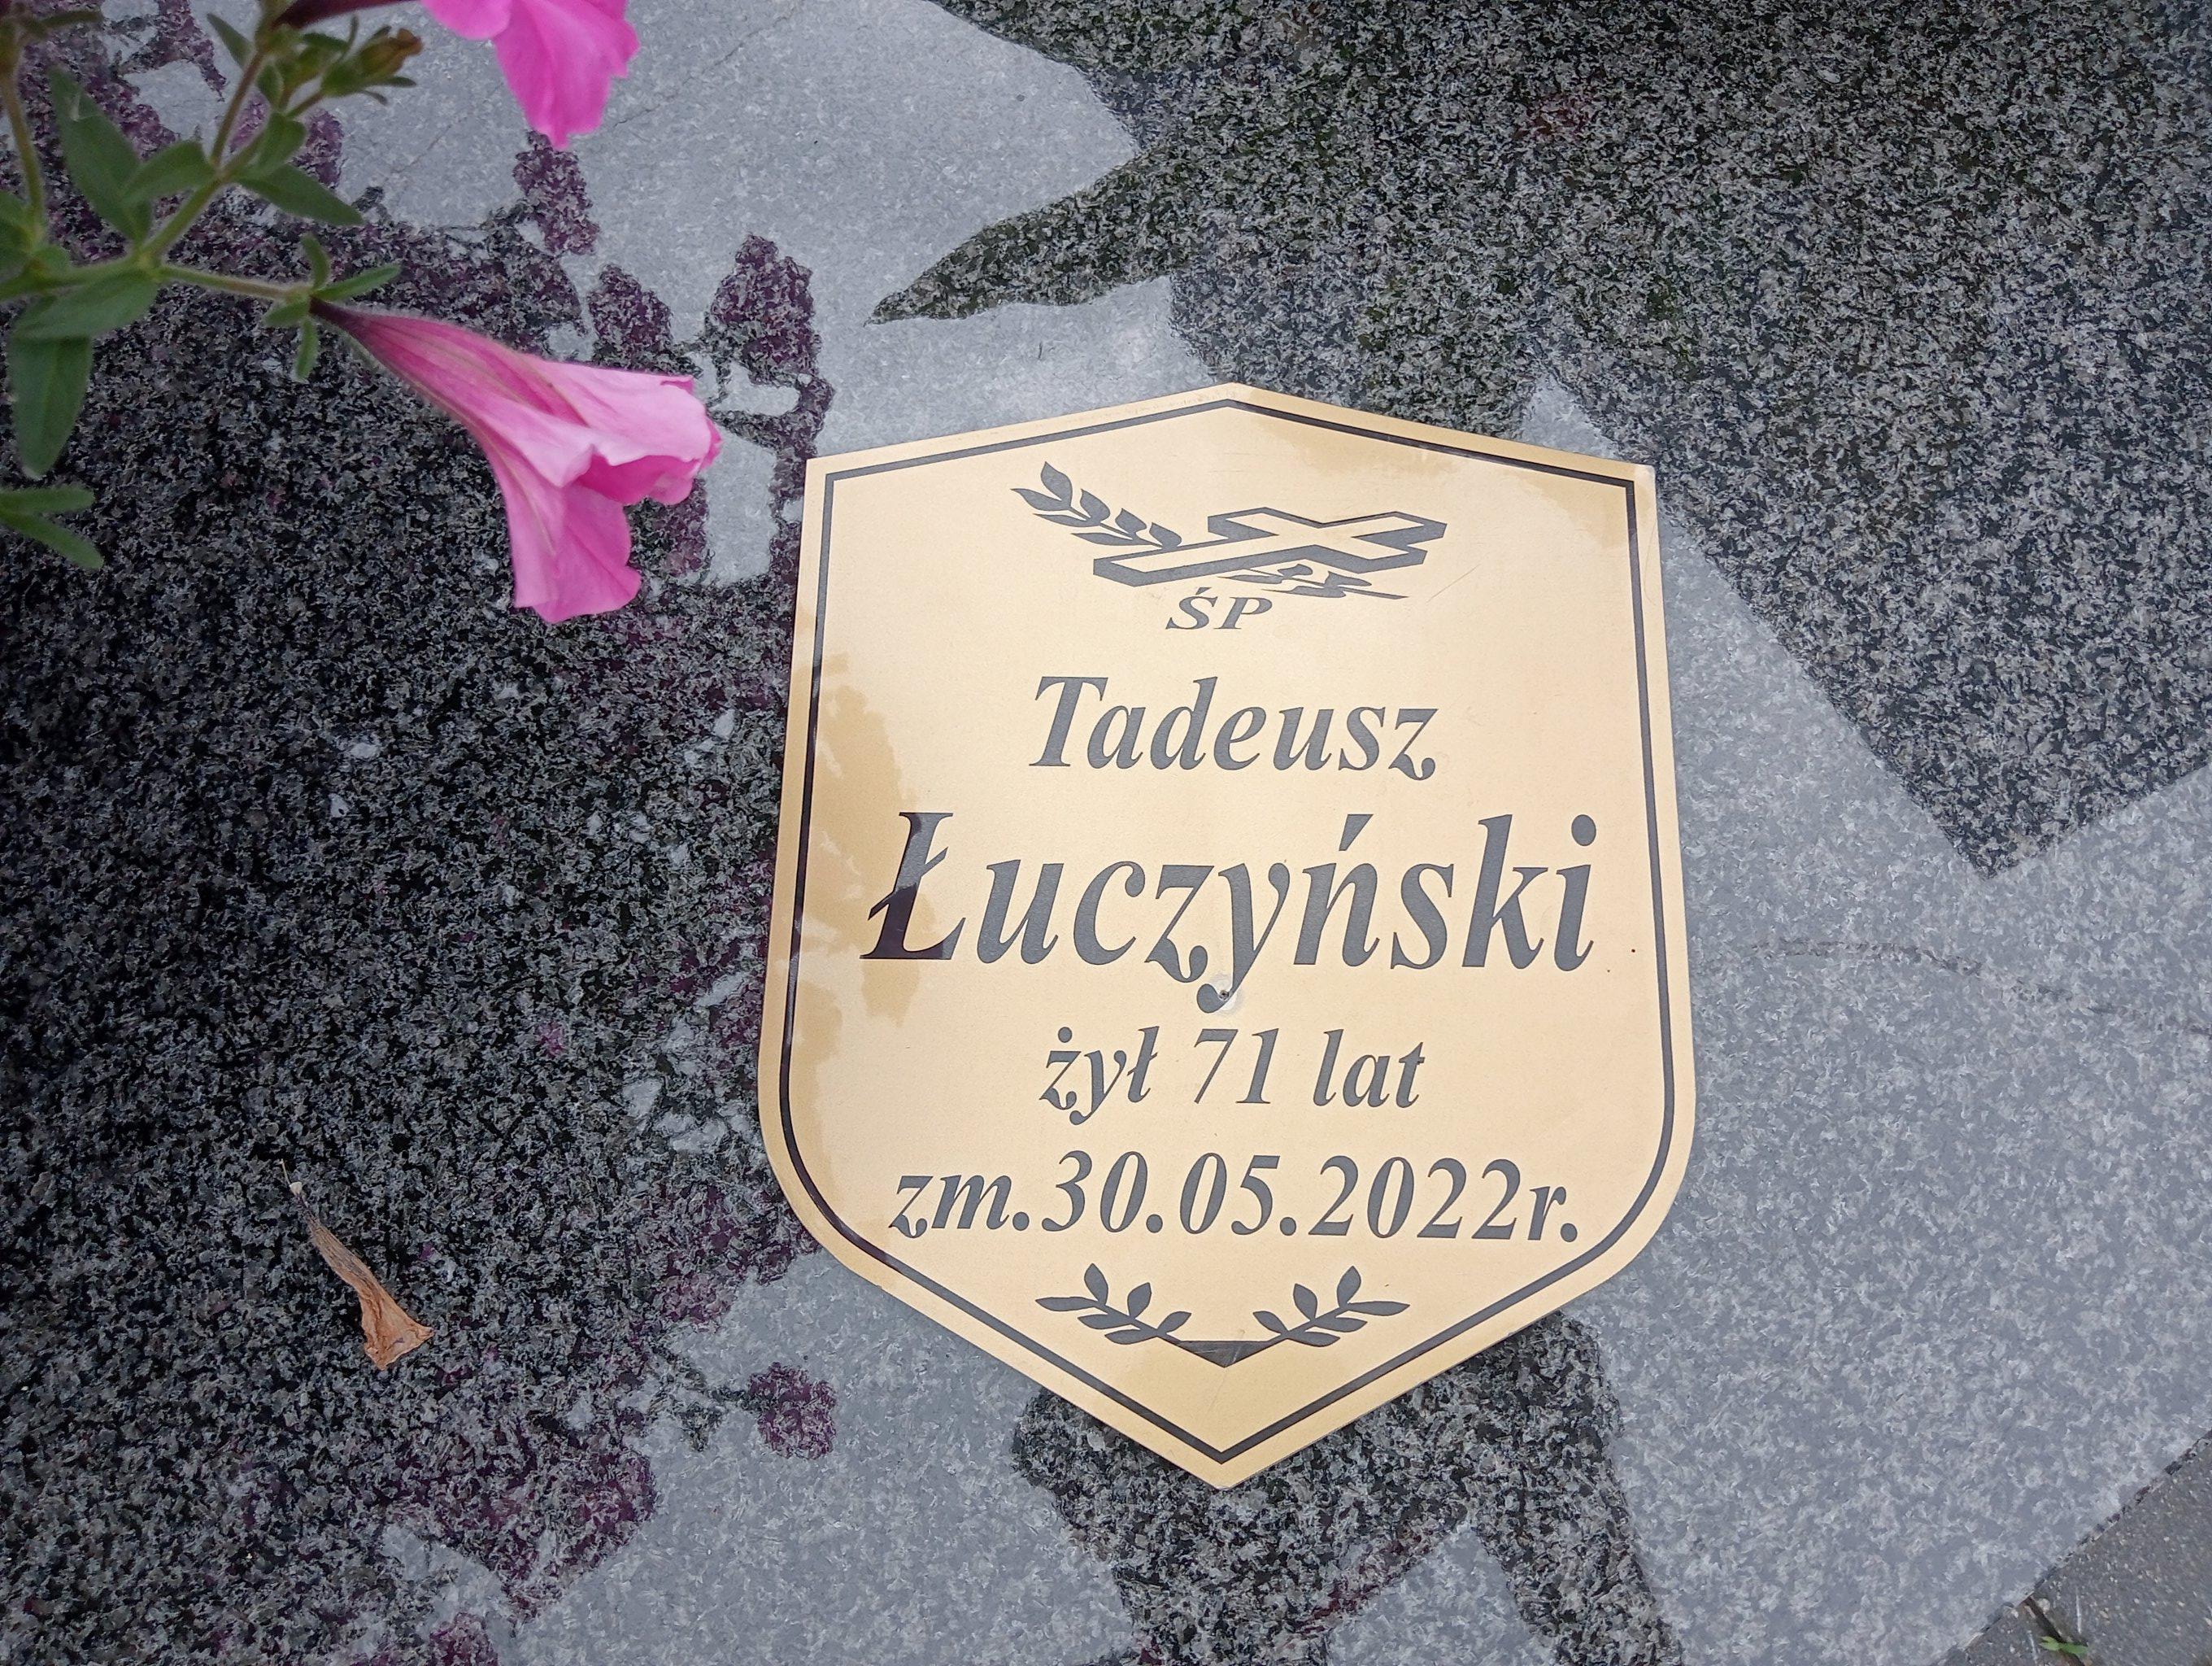 ŚP
Tadeusz
Łuczyński
żył 71 lat
zm.30.05.2022r.